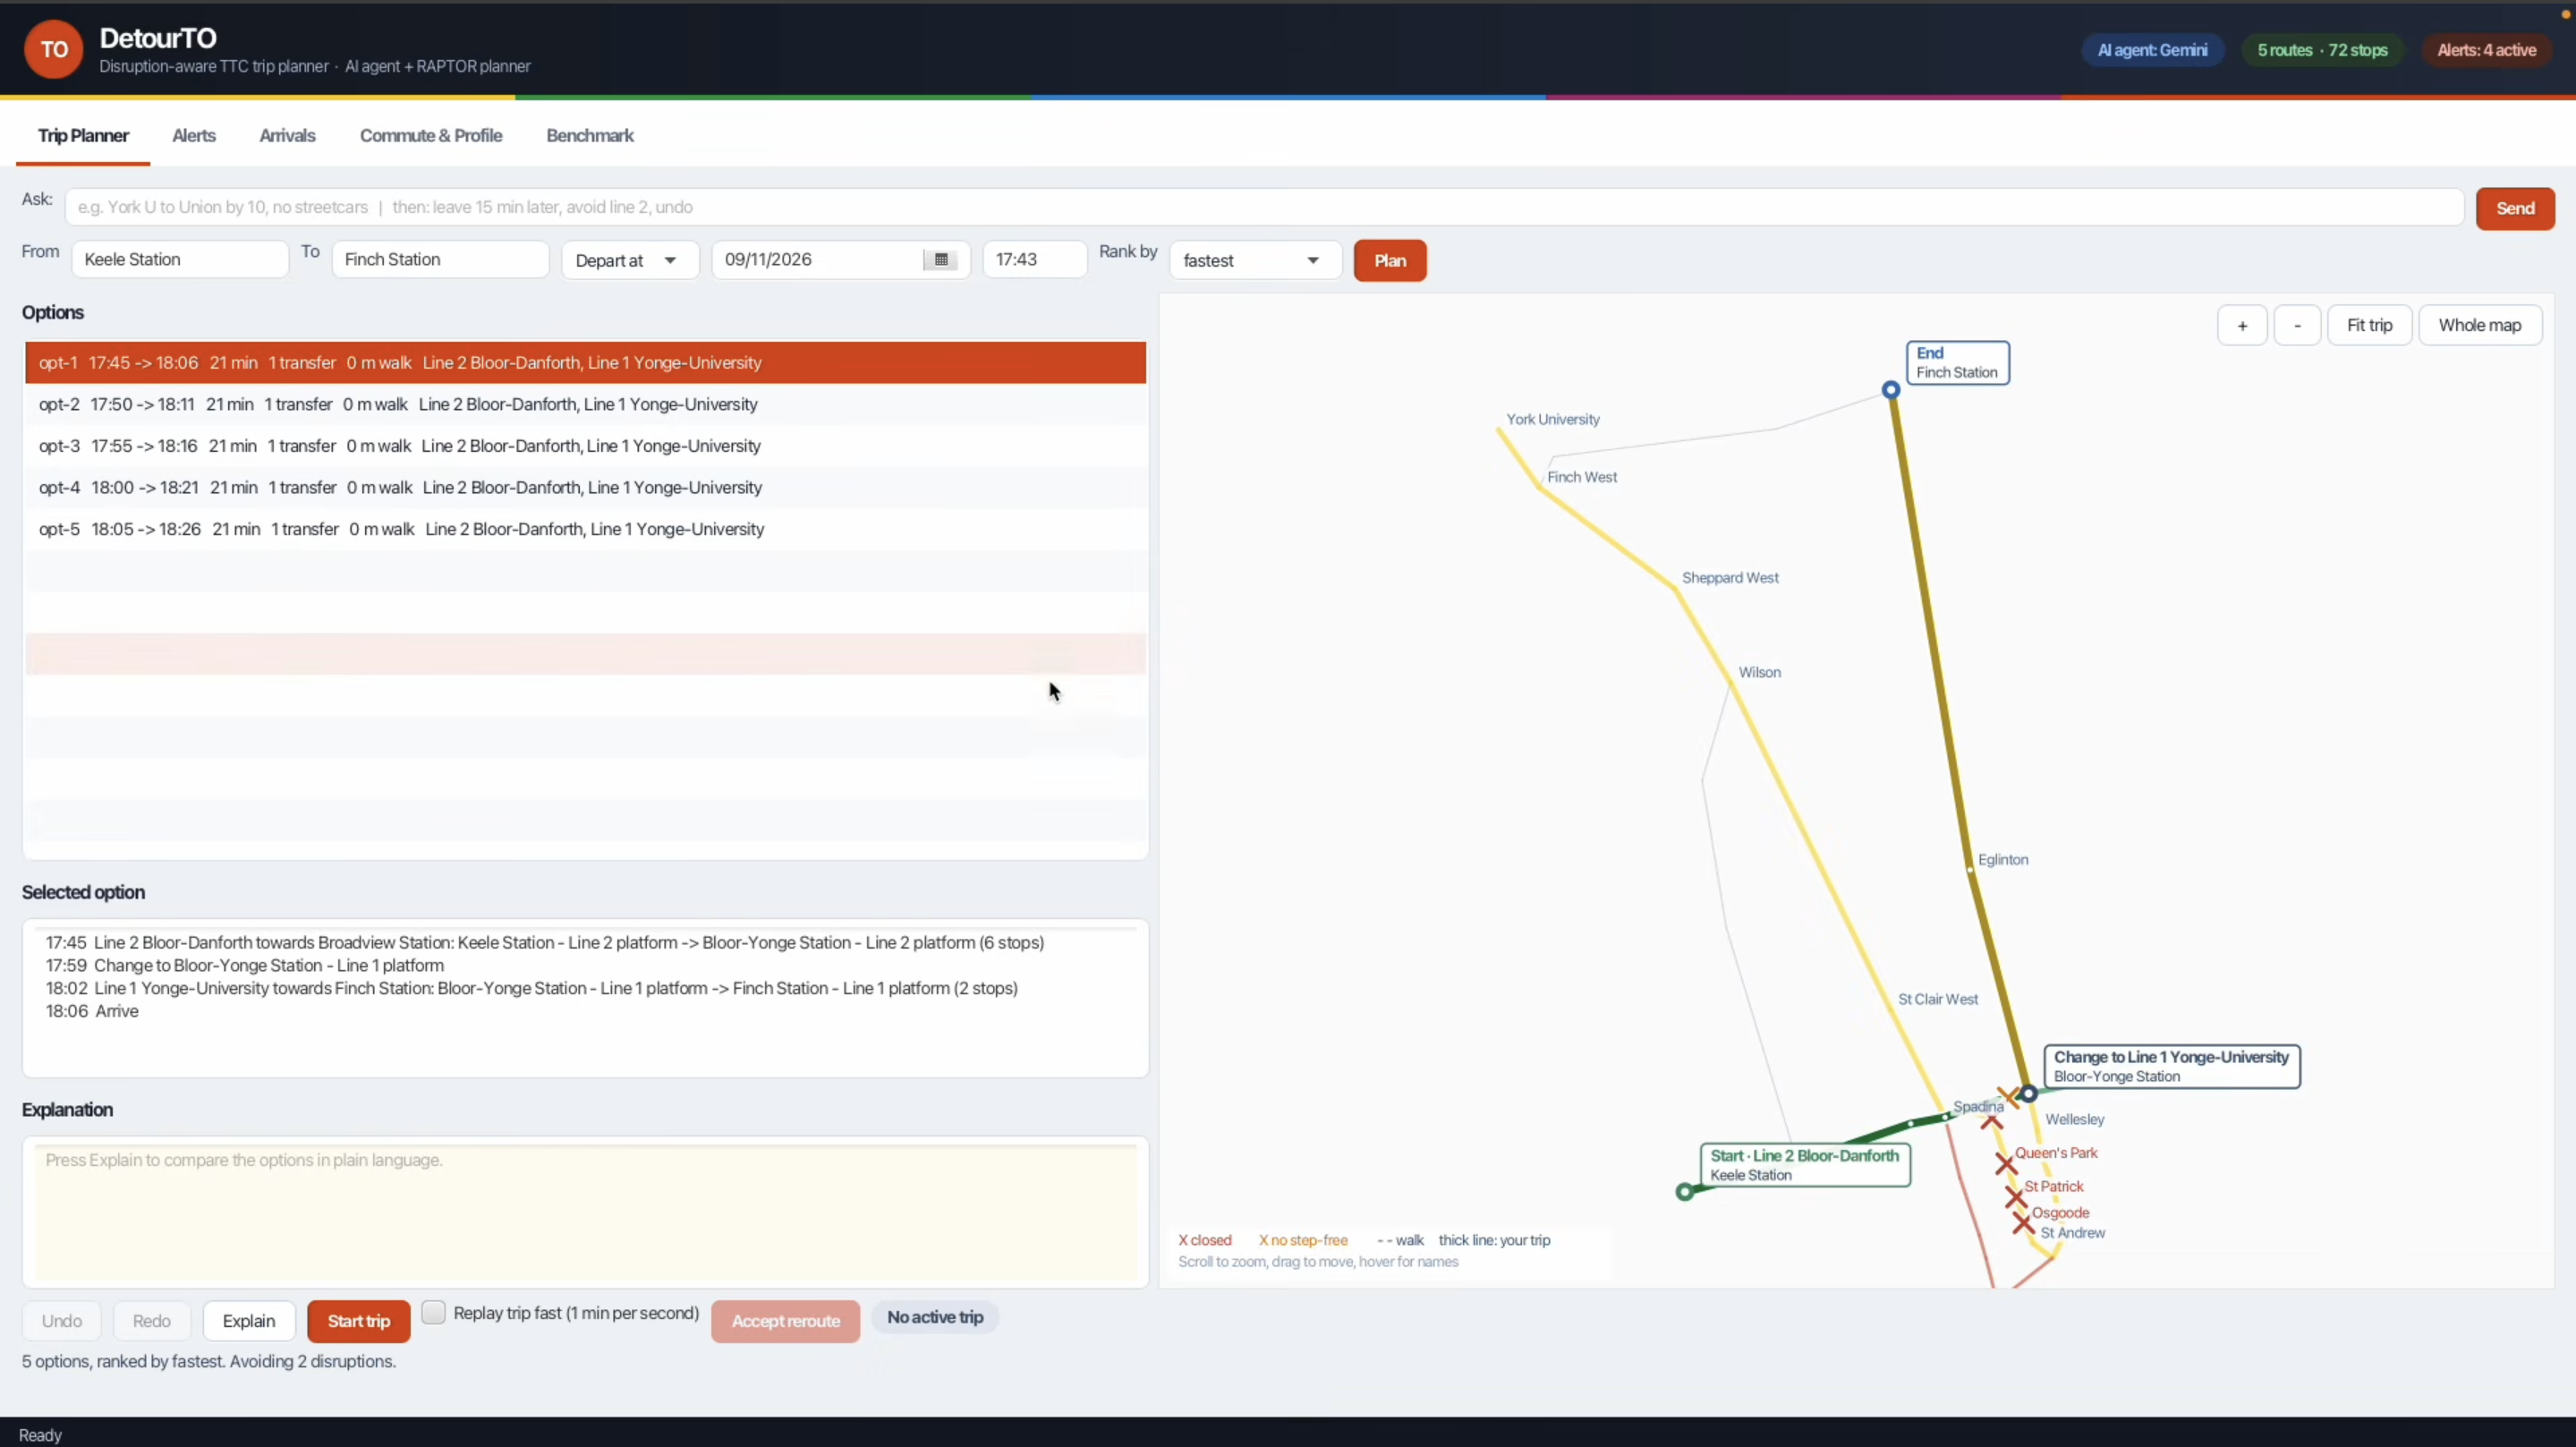 TO
DetourTO
Disruption-aware TTC trip planner · AI agent + RAPTOR planner
AI agent: Gemini
5 routes · 72 stops
Alerts: 4 active
Trip Planner
Alerts
Arrivals
Commute & Profile
Benchmark
Ask:
e.g. York U to Union by 10, no streetcars | then: leave 15 min later, avoid line 2, undo
Send
From
Keele Station
To
Finch Station
Depart at
09/11/2026
17:43
Rank by
fastest
Plan
Options
opt-1 17:45 -> 18:06 21 min 1 transfer 0 m walk Line 2 Bloor-Danforth, Line 1 Yonge-University
opt-2 17:50 -> 18:11 21 min 1 transfer 0 m walk Line 2 Bloor-Danforth, Line 1 Yonge-University
opt-3 17:55 -> 18:16 21 min 1 transfer 0 m walk Line 2 Bloor-Danforth, Line 1 Yonge-University
opt-4 18:00 -> 18:21 21 min 1 transfer 0 m walk Line 2 Bloor-Danforth, Line 1 Yonge-University
opt-5 18:05 -> 18:26 21 min 1 transfer 0 m walk Line 2 Bloor-Danforth, Line 1 Yonge-University
Selected option
17:45 Line 2 Bloor-Danforth towards Broadview Station: Keele Station - Line 2 platform -> Bloor-Yonge Station - Line 2 platform (6 stops)
17:59 Change to Bloor-Yonge Station - Line 1 platform
18:02 Line 1 Yonge-University towards Finch Station: Bloor-Yonge Station - Line 1 platform -> Finch Station - Line 1 platform (2 stops)
18:06 Arrive
Explanation
Press Explain to compare the options in plain language.
Undo
Redo
Explain
Start trip
Replay trip fast (1 min per second)
Accept reroute
No active trip
5 options, ranked by fastest. Avoiding 2 disruptions.
+
-
Fit trip
Whole map
End
Finch Station
York University
Finch West
Sheppard West
Wilson
Eglinton
St Clair West
Change to Line 1 Yonge-University
Bloor-Yonge Station
Spadina
Wellesley
Start · Line 2 Bloor-Danforth
Keele Station
Queen's Park
St Patrick
Osgoode
St Andrew
X closed
X no step-free
- - walk
thick line: your trip
Scroll to zoom, drag to move, hover for names
Ready